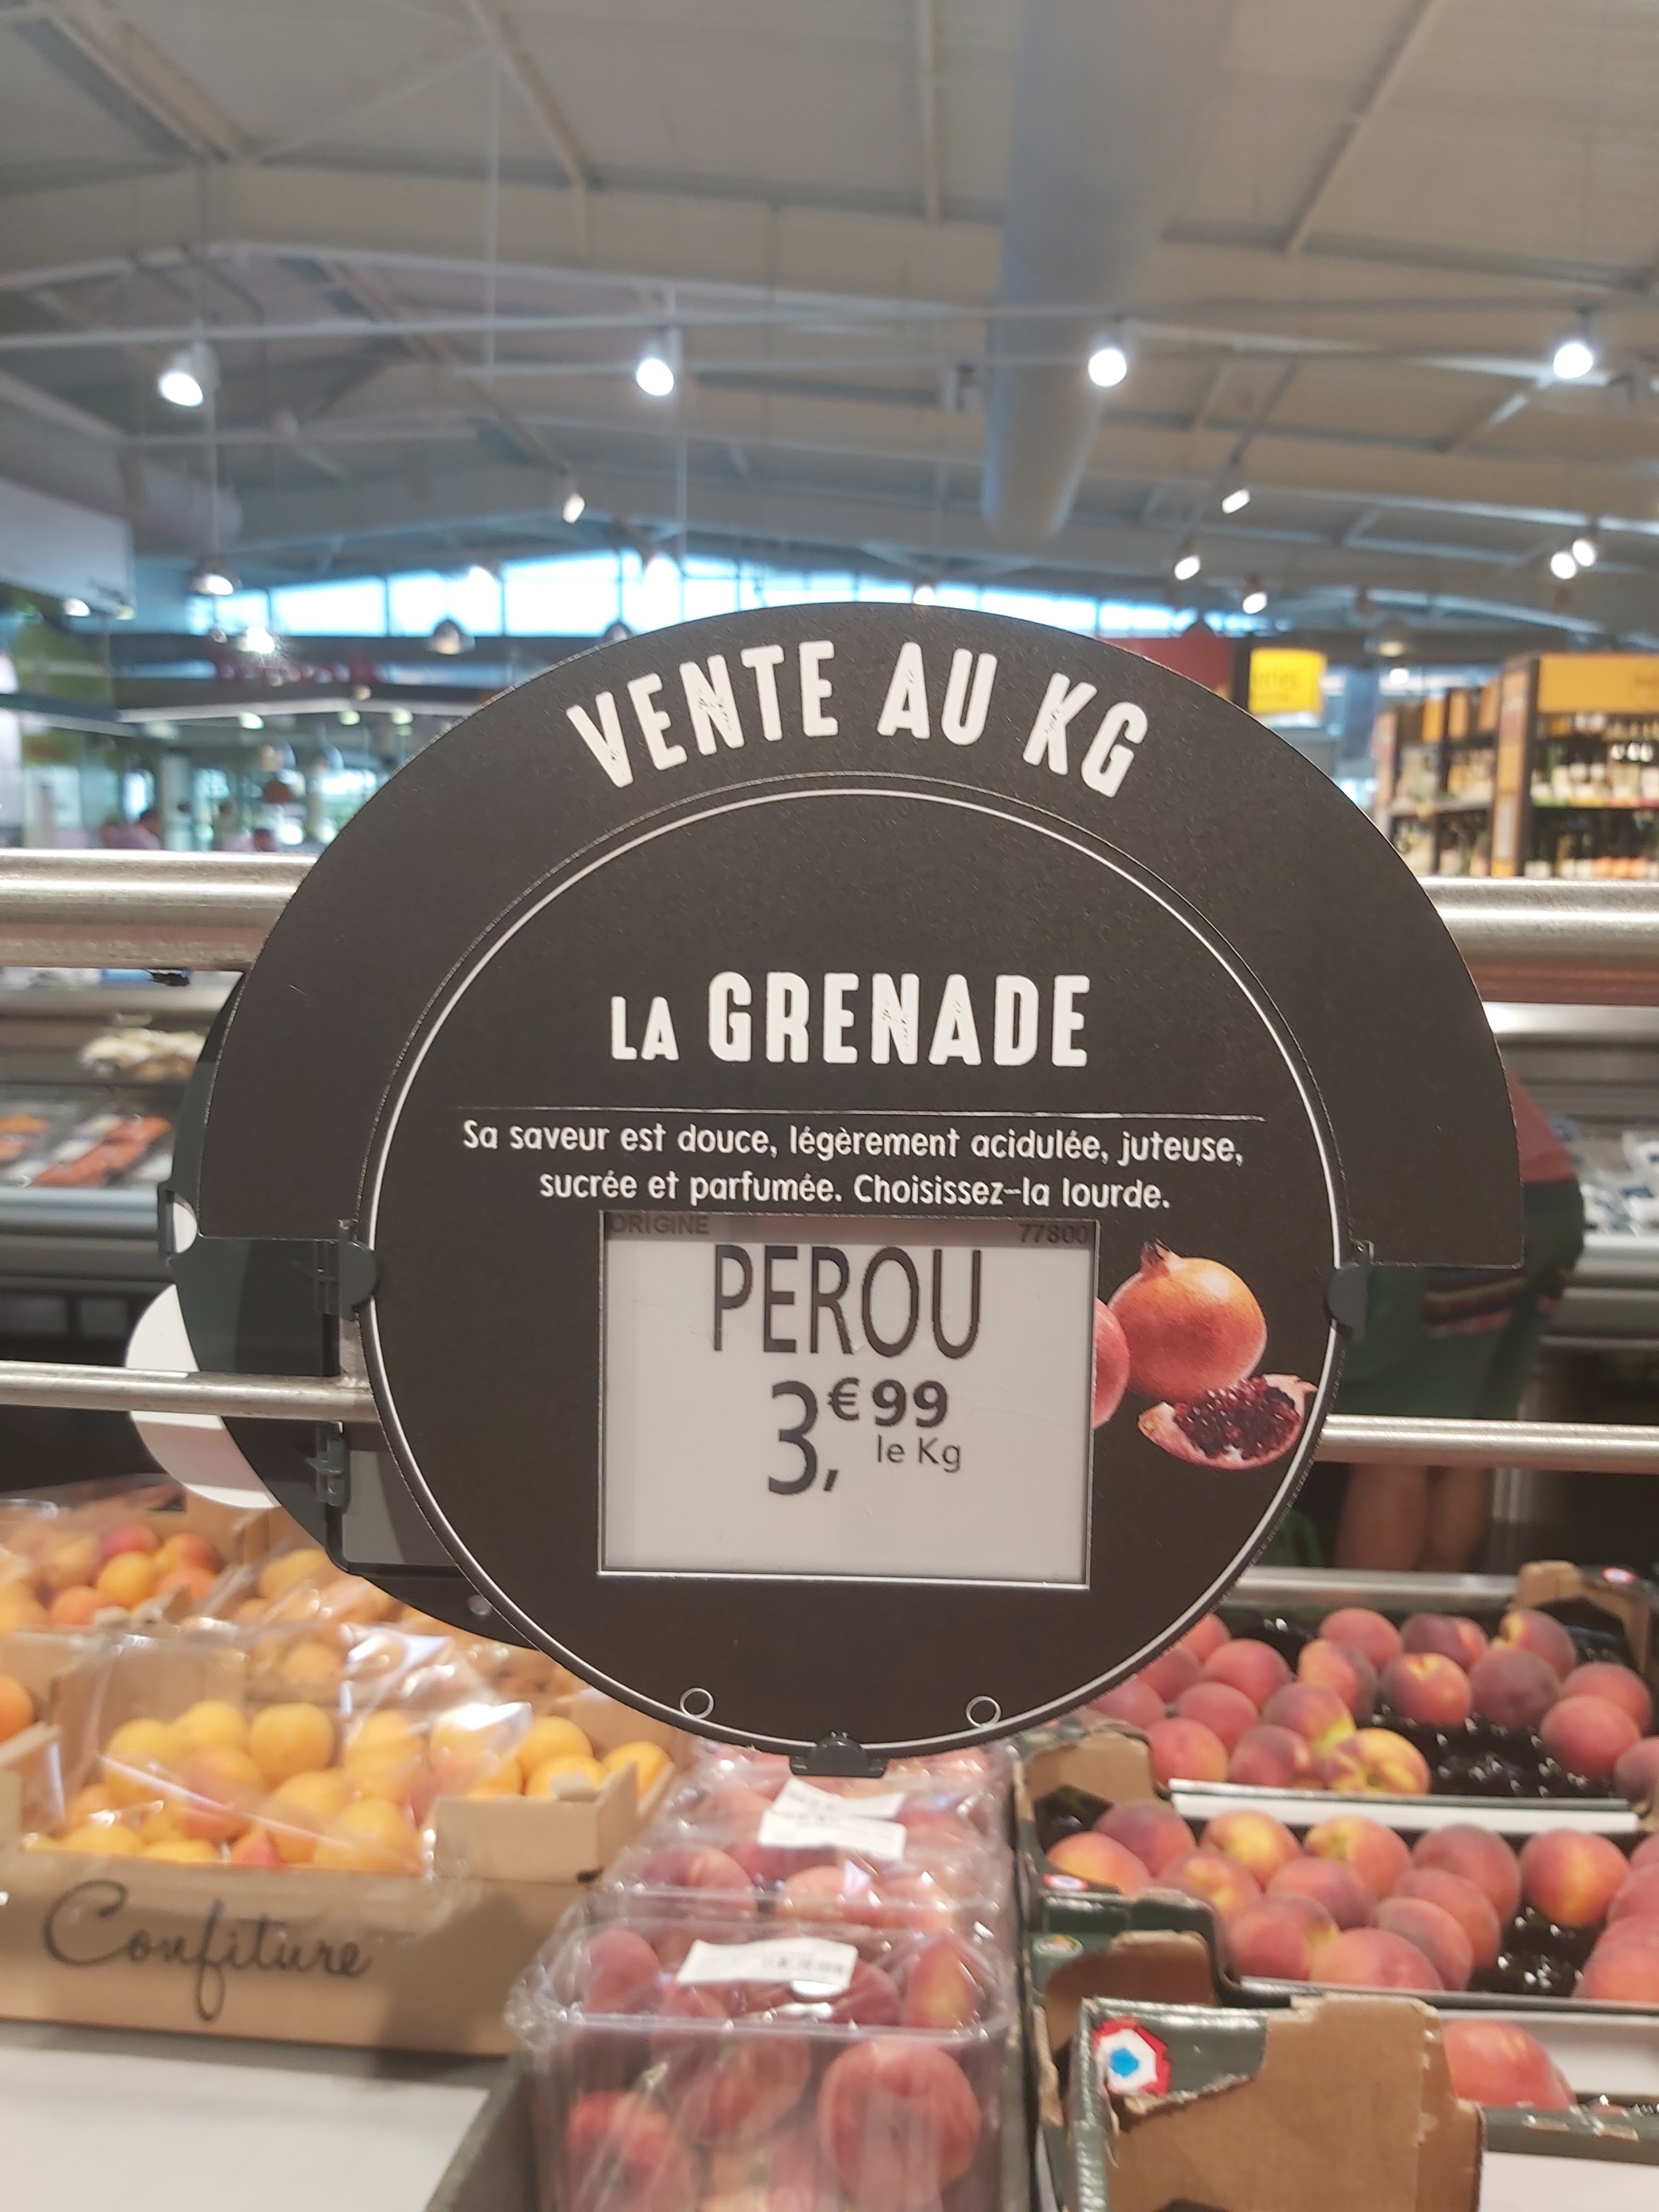 VENTE AU KG
LA GRENADE
Sa saveur est douce, légèrement acidulée, juteuse,
sucrée et parfumée. Choisissez-la lourde.
ORIGINE 77800
PEROU
3,€99
le Kg
Confiture